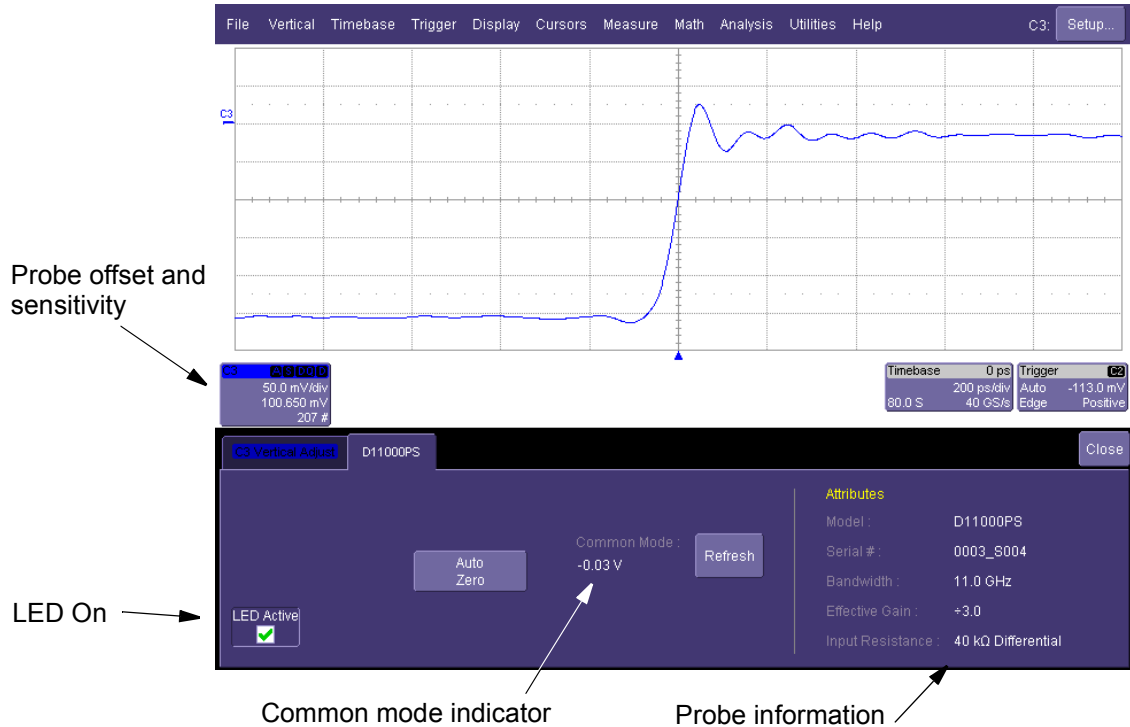 File Vertical Timebase Trigger Display Cursors Measure Math Analysis Utilities Help C3: Setup...
C3
Probe offset and
sensitivity
C3
50.0 mV/div
100.650 mV
207 #
Timebase 0 ps
200 ps/div
80.0 S 40 GS/s
Trigger C2
Auto -113.0 mV
Edge Positive
C3 Vertical Adjust D11000PS Close
Auto
Zero
Common Mode :
-0.03 V
Refresh
Attributes
Model : D11000PS
Serial # : 0003_S004
Bandwidth : 11.0 GHz
Effective Gain : ÷3.0
Input Resistance : 40 kΩ Differential
LED On
LED Active
Common mode indicator
Probe information